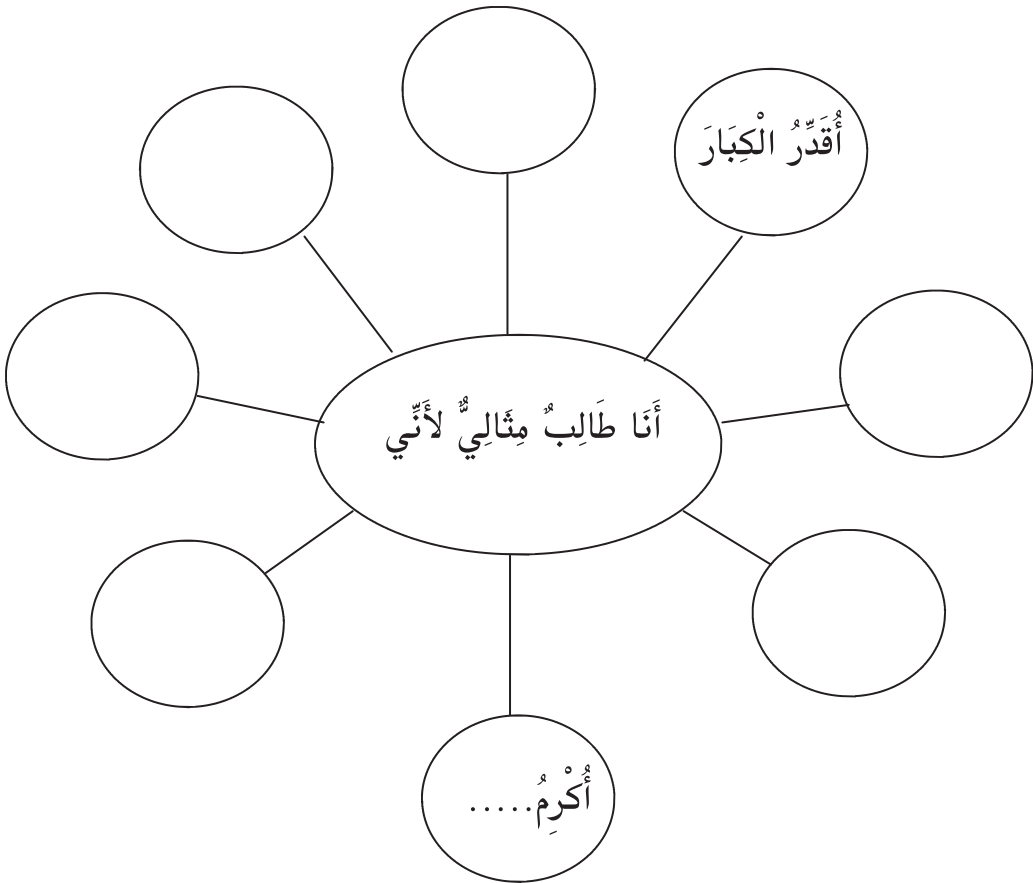 أُقَدِّرُ الْكِبَارَ
أَنَا طَالِبٌ مِثَالِيٌّ لأَنِّي
أُكْرِمُ.....